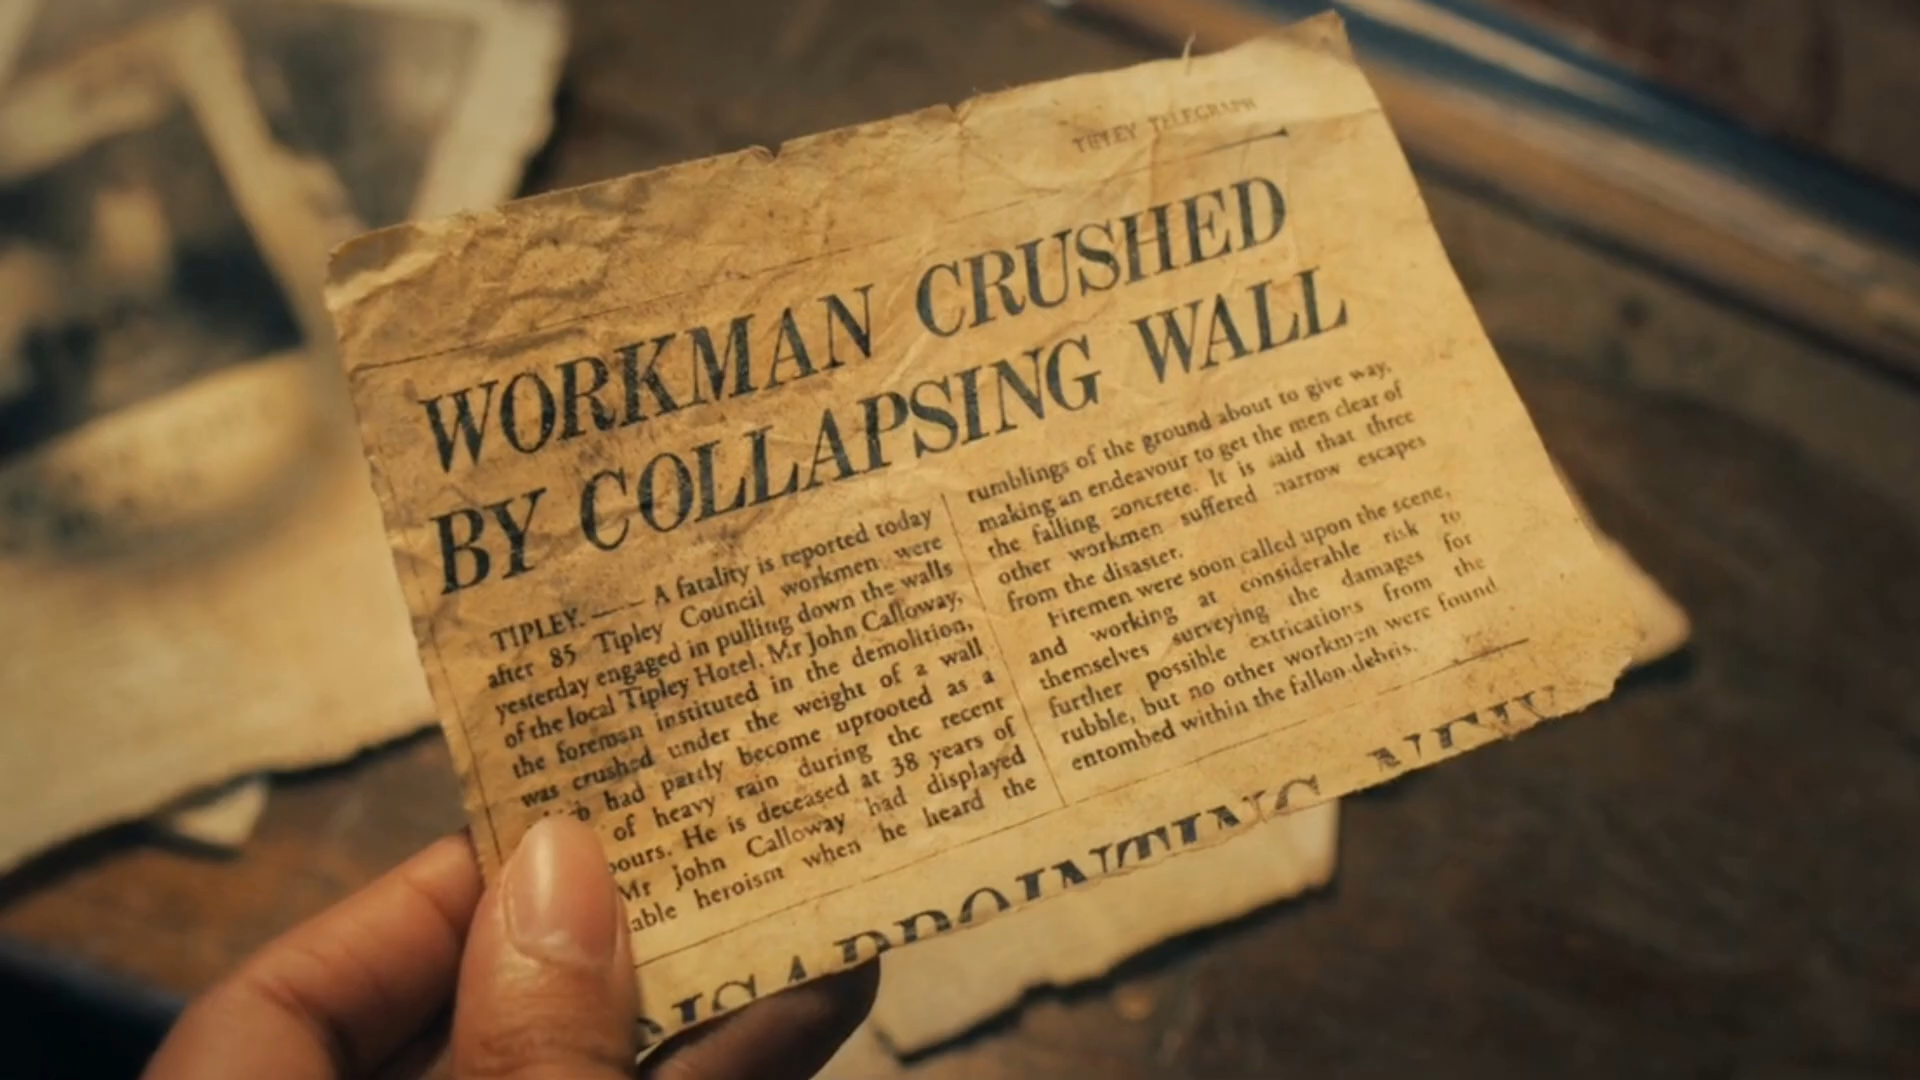 TIPLEY TELEGRAPH
WORKMAN CRUSHED
BY COLLAPSING WALL
TIPLEY. — A fatality is reported today
after 85 Tipley Council workmen were
yesterday engaged in pulling down the walls
of the local Tipley Hotel. Mr John Calloway,
the foreman instituted in the demolition,
was crushed under the weight of a wall
had partly become uprooted as a
of heavy rain during the recent
hours. He is deceased at 38 years of
Mr John Calloway had displayed
able heroism when he heard the
rumblings of the ground about to give way,
making an endeavour to get the men clear of
the falling concrete. It is said that three
other workmen suffered narrow escapes
from the disaster.
Firemen were soon called upon the scene,
and working at considerable risk to
themselves surveying the damages for
further possible extrications from the
rubble, but no other workmen were found
entombed within the fallen debris.
DISAPPOINTING NEW